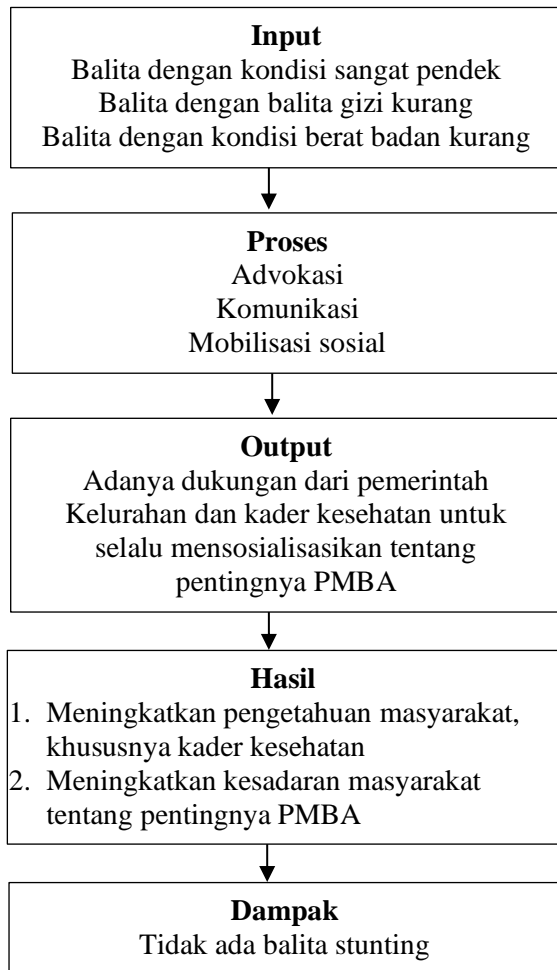 Input
Balita dengan kondisi sangat pendek
Balita dengan balita gizi kurang
Balita dengan kondisi berat badan kurang
Proses
Advokasi
Komunikasi
Mobilisasi sosial
Output
Adanya dukungan dari pemerintah
Kelurahan dan kader kesehatan untuk
selalu mensosialisasikan tentang
pentingnya PMBA
Hasil
1. Meningkatkan pengetahuan masyarakat,
khususnya kader kesehatan
2. Meningkatkan kesadaran masyarakat
tentang pentingnya PMBA
Dampak
Tidak ada balita stunting